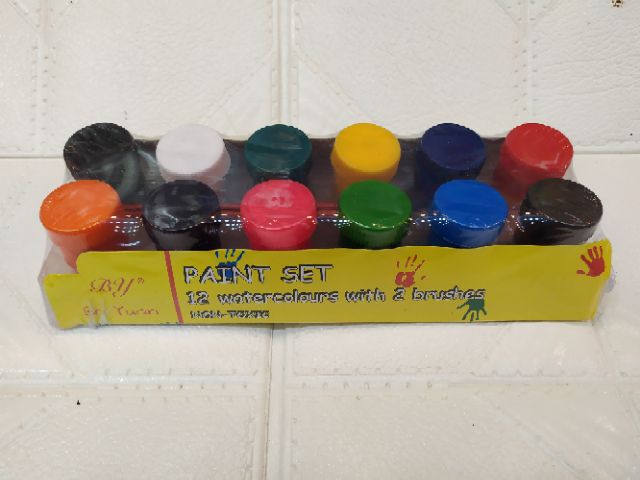 BY®
PAINT SET
12 watercolours with 2 brushes
NON-TOXIC